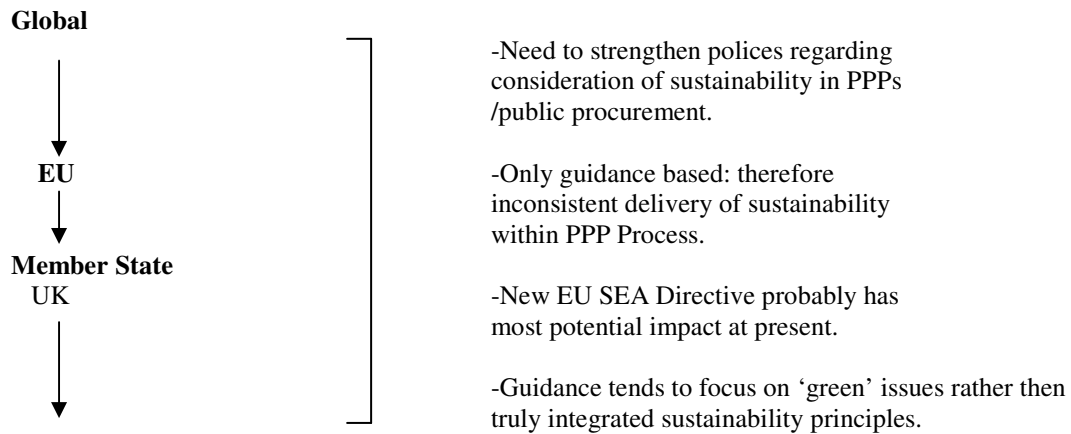 Global
EU
Member State
UK
-Need to strengthen polices regarding
consideration of sustainability in PPPs
/public procurement.
-Only guidance based: therefore
inconsistent delivery of sustainability
within PPP Process.
-New EU SEA Directive probably has
most potential impact at present.
-Guidance tends to focus on ‘green’ issues rather then
truly integrated sustainability principles.